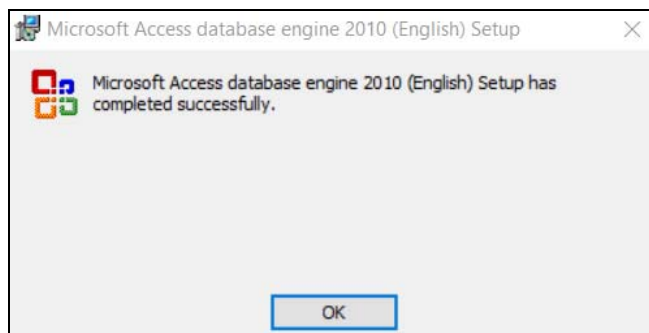 Microsoft Access database engine 2010 (English) Setup
Microsoft Access database engine 2010 (English) Setup has
completed successfully.
OK